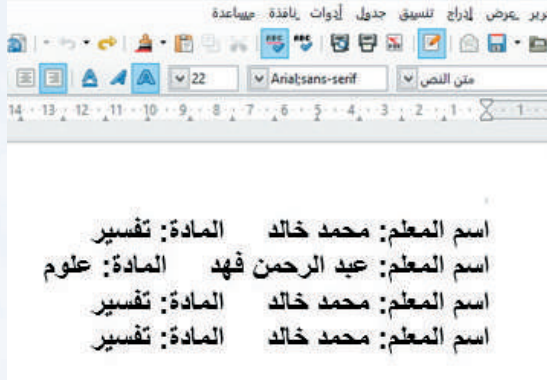 عرض إدراج تنسيق جدول أدوات نافذة مساعدة
متن النص Arial;sans-serif 22
1 1 2 3 4 5 6 7 8 9 10 11 12 13 14
اسم المعلم: محمد خالد المادة: تفسير
اسم المعلم: عبد الرحمن فهد المادة: علوم
اسم المعلم: محمد خالد المادة: تفسير
اسم المعلم: محمد خالد المادة: تفسير